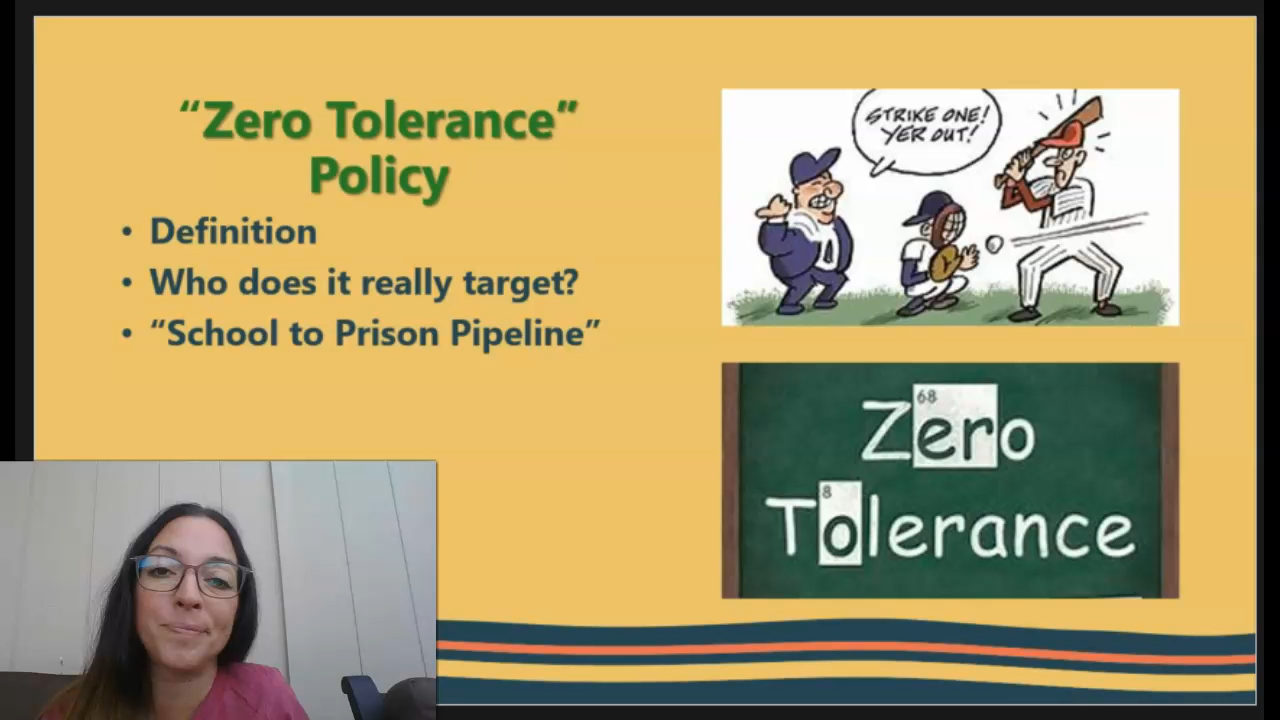 “Zero Tolerance”
Policy
• Definition
• Who does it really target?
• “School to Prison Pipeline”
STRIKE ONE!
YER OUT!
68
Zero
8
Tolerance